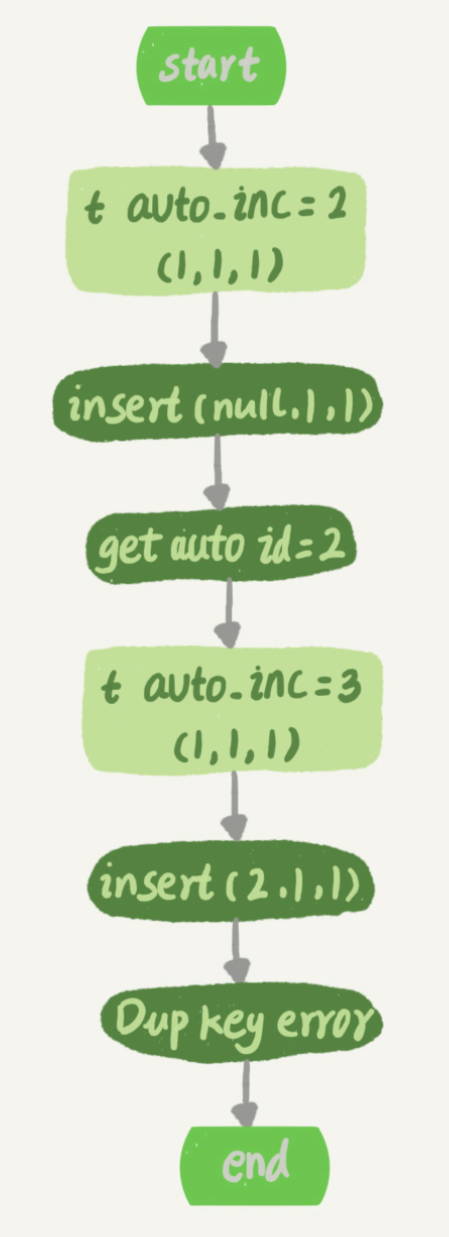 start
t auto_inc = 2
(1,1,1)
insert (null.1,1)
get auto id = 2
t auto_inc = 3
(1,1,1)
insert (2.1,1)
Dup key error
end